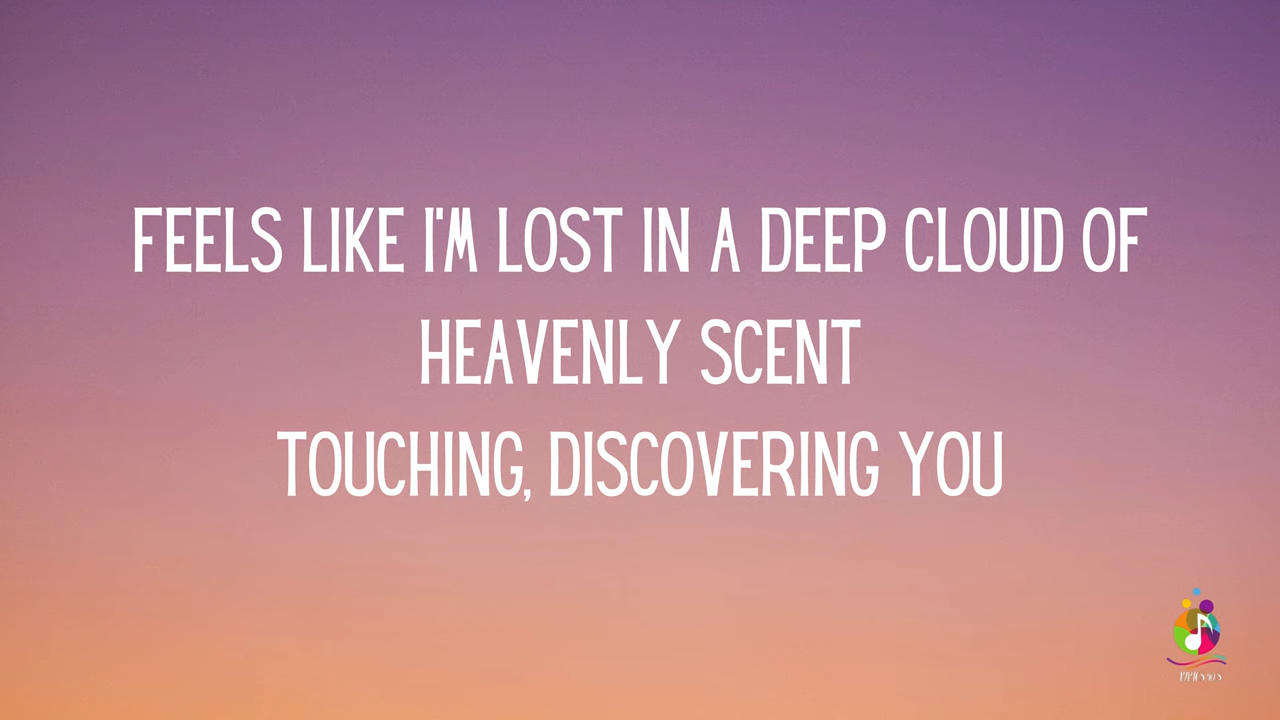 FEELS LIKE I'M LOST IN A DEEP CLOUD OF
HEAVENLY SCENT
TOUCHING, DISCOVERING YOU